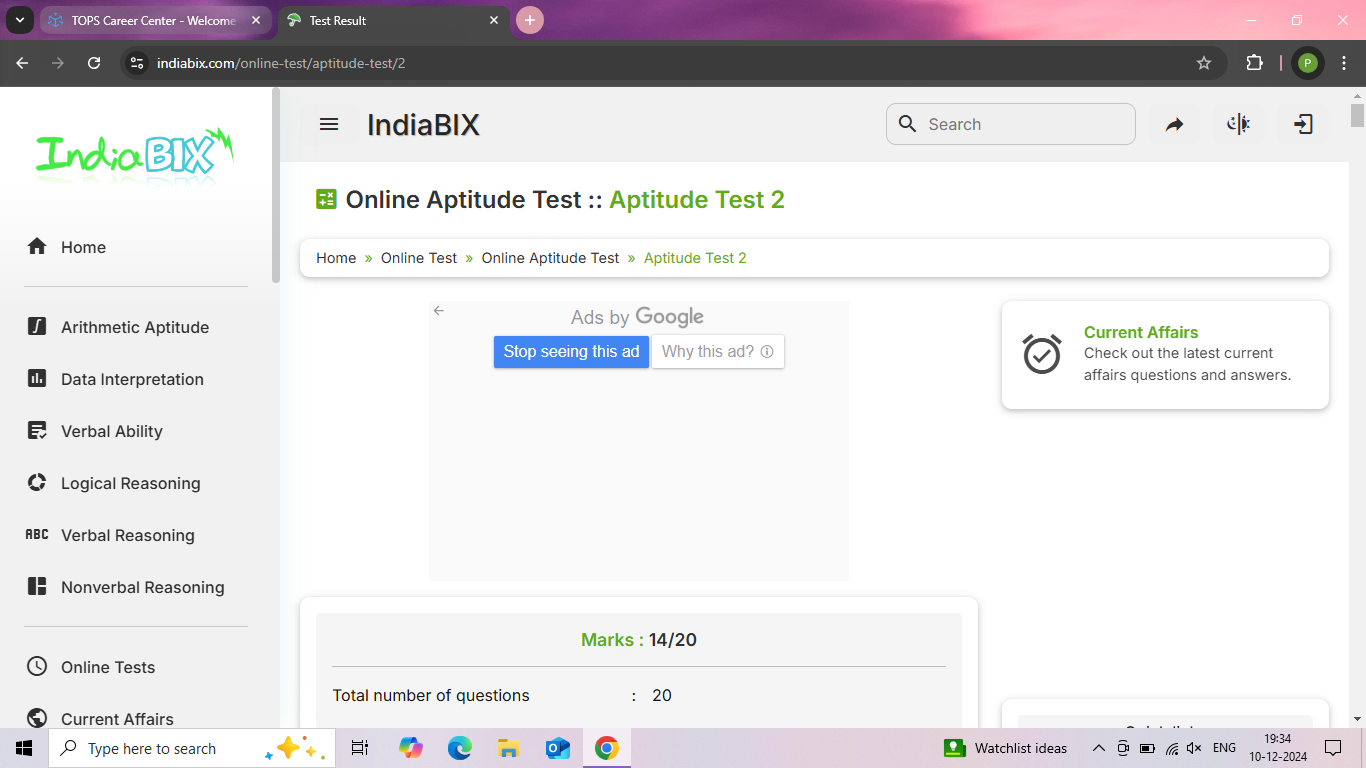 TOPS Career Center - Welcome
Test Result
indiabix.com/online-test/aptitude-test/2
P
IndiaBIX
IndiaBIX
Search
Online Aptitude Test :: Aptitude Test 2
Home
Home » Online Test » Online Aptitude Test » Aptitude Test 2
Ads by Google
Stop seeing this ad
Why this ad?
Current Affairs
Check out the latest current
affairs questions and answers.
Arithmetic Aptitude
Data Interpretation
Verbal Ability
Logical Reasoning
ABC Verbal Reasoning
Nonverbal Reasoning
Marks : 14/20
Online Tests
Total number of questions : 20
Current Affairs
Type here to search
Watchlist ideas
ENG
19:34
10-12-2024